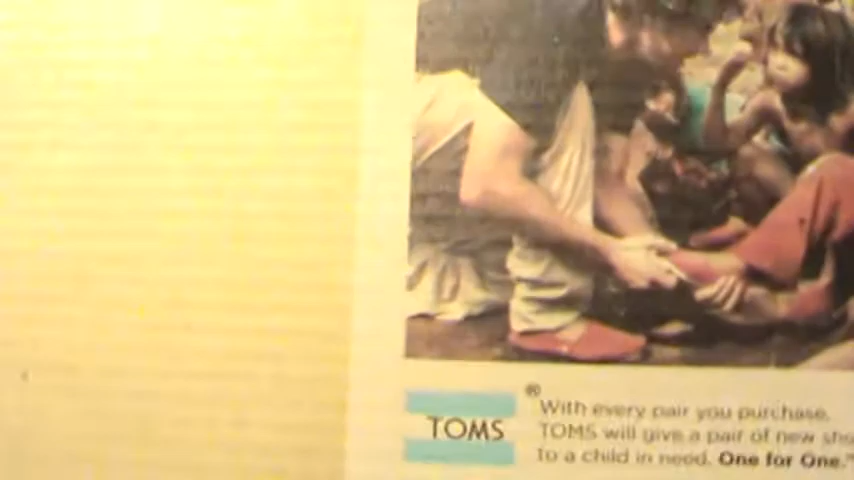 TOMS
®
With every pair you purchase,
TOMS will give a pair of new
to a child in need. One for One.™